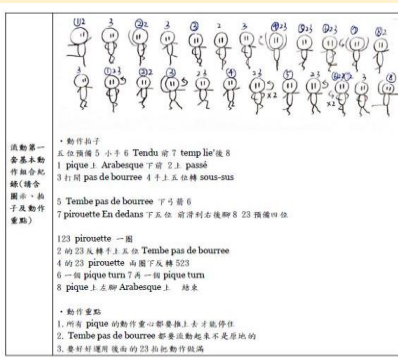 流動第一
套基本動
作組合紀
錄(請含
圖示、拍
子及動作
重點)
・動作拍子
五位預備 5 小手 6 Tendu 前 7 temp lie'後 8
1 pique 上 Arabesque 下前 2 上 passé
3 打開 pas de bourree 4 手上五位轉 sous-sus
5 Tembe pas de bourree 下弓箭 6
7 pirouette En dedans 下五位 前滑到右後腳 8 23 預備四位
123 pirouette 一圈
2 的 23 反轉手上五位 Tembe pas de bourree
4 的 23 pirouette 兩圈下反轉 523
6 一個 pique turn 7 再一個 pique turn
8 pique 上左腳 Arabesque 上 結束
・動作重點
1. 所有 pique 的動作重心都要推上去才能停住
2. Tembe pas de bourree 都要流動起來不是原地的
3. 要好好運用後面的 23 拍把動作做滿